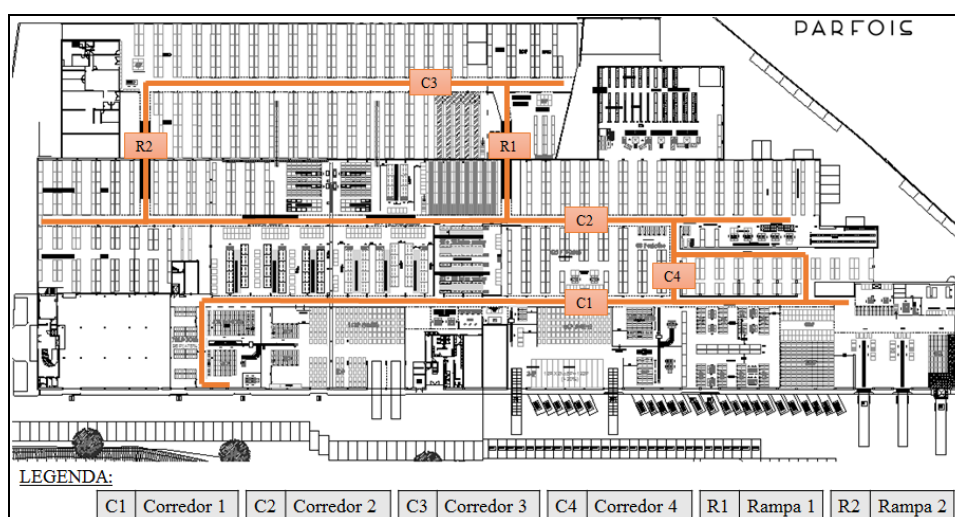 PARFOIS
C3
R2
R1
C2
C4
C1
LEGENDA:
C1 Corredor 1 C2 Corredor 2 C3 Corredor 3 C4 Corredor 4 R1 Rampa 1 R2 Rampa 2